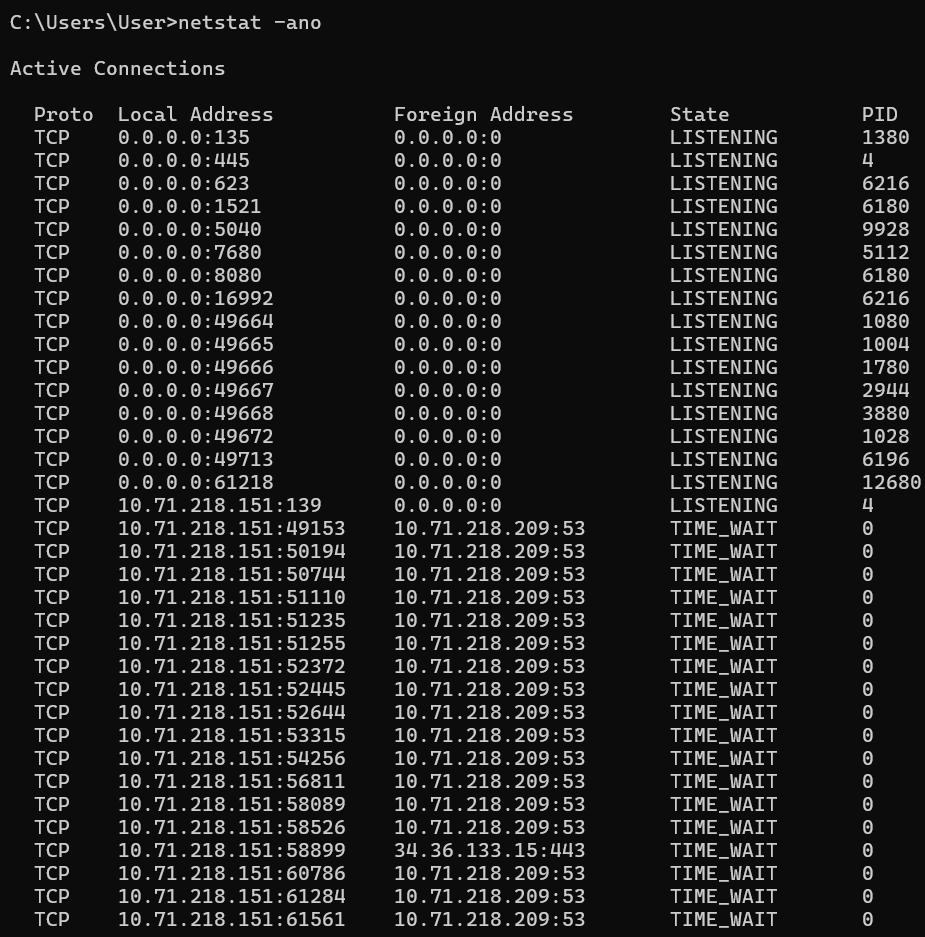 C:\Users\User>netstat -ano
Active Connections
Proto Local Address Foreign Address State PID
TCP 0.0.0.0:135 0.0.0.0:0 LISTENING 1380
TCP 0.0.0.0:445 0.0.0.0:0 LISTENING 4
TCP 0.0.0.0:623 0.0.0.0:0 LISTENING 6216
TCP 0.0.0.0:1521 0.0.0.0:0 LISTENING 6180
TCP 0.0.0.0:5040 0.0.0.0:0 LISTENING 9928
TCP 0.0.0.0:7680 0.0.0.0:0 LISTENING 5112
TCP 0.0.0.0:8080 0.0.0.0:0 LISTENING 6180
TCP 0.0.0.0:16992 0.0.0.0:0 LISTENING 6216
TCP 0.0.0.0:49664 0.0.0.0:0 LISTENING 1080
TCP 0.0.0.0:49665 0.0.0.0:0 LISTENING 1004
TCP 0.0.0.0:49666 0.0.0.0:0 LISTENING 1780
TCP 0.0.0.0:49667 0.0.0.0:0 LISTENING 2944
TCP 0.0.0.0:49668 0.0.0.0:0 LISTENING 3880
TCP 0.0.0.0:49672 0.0.0.0:0 LISTENING 1028
TCP 0.0.0.0:49713 0.0.0.0:0 LISTENING 6196
TCP 0.0.0.0:61218 0.0.0.0:0 LISTENING 12680
TCP 10.71.218.151:139 0.0.0.0:0 LISTENING 4
TCP 10.71.218.151:49153 10.71.218.209:53 TIME_WAIT 0
TCP 10.71.218.151:50194 10.71.218.209:53 TIME_WAIT 0
TCP 10.71.218.151:50744 10.71.218.209:53 TIME_WAIT 0
TCP 10.71.218.151:51110 10.71.218.209:53 TIME_WAIT 0
TCP 10.71.218.151:51235 10.71.218.209:53 TIME_WAIT 0
TCP 10.71.218.151:51255 10.71.218.209:53 TIME_WAIT 0
TCP 10.71.218.151:52372 10.71.218.209:53 TIME_WAIT 0
TCP 10.71.218.151:52445 10.71.218.209:53 TIME_WAIT 0
TCP 10.71.218.151:52644 10.71.218.209:53 TIME_WAIT 0
TCP 10.71.218.151:53315 10.71.218.209:53 TIME_WAIT 0
TCP 10.71.218.151:54256 10.71.218.209:53 TIME_WAIT 0
TCP 10.71.218.151:56811 10.71.218.209:53 TIME_WAIT 0
TCP 10.71.218.151:58089 10.71.218.209:53 TIME_WAIT 0
TCP 10.71.218.151:58526 10.71.218.209:53 TIME_WAIT 0
TCP 10.71.218.151:58899 34.36.133.15:443 TIME_WAIT 0
TCP 10.71.218.151:60786 10.71.218.209:53 TIME_WAIT 0
TCP 10.71.218.151:61284 10.71.218.209:53 TIME_WAIT 0
TCP 10.71.218.151:61561 10.71.218.209:53 TIME_WAIT 0